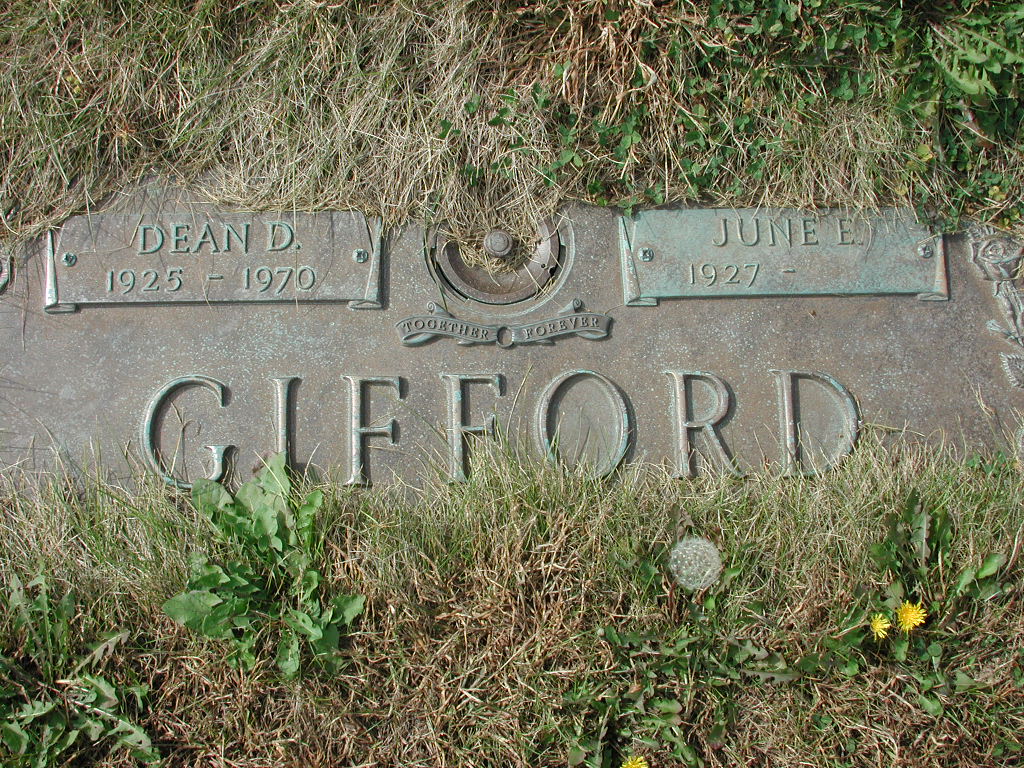 DEAN D.
1925 - 1970
JUNE E.
1927 -
TOGETHER FOREVER
GIFFORD